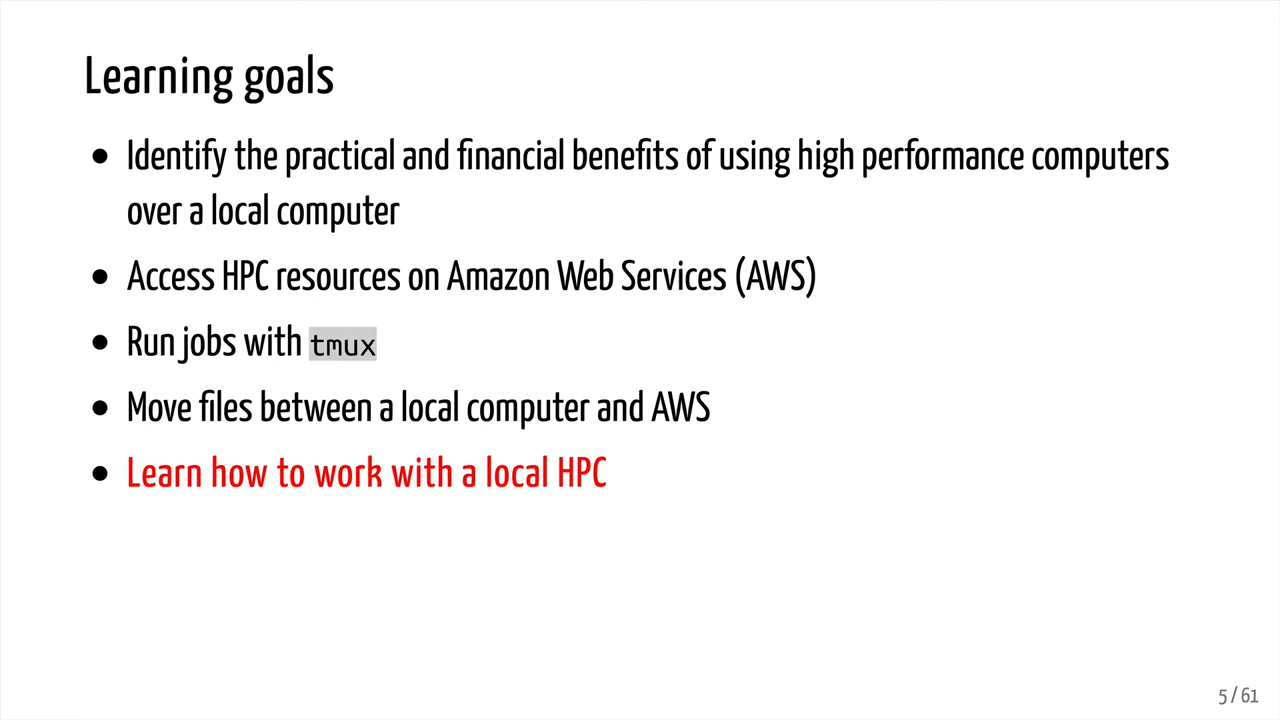 Learning goals
• Identify the practical and financial benefits of using high performance computers
over a local computer
• Access HPC resources on Amazon Web Services (AWS)
• Run jobs with tmux
• Move files between a local computer and AWS
• Learn how to work with a local HPC
5 / 61